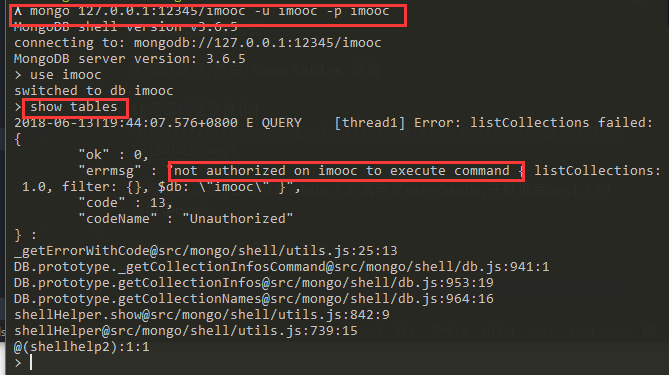 λ mongo 127.0.0.1:12345/imooc -u imooc -p imooc
MongoDB shell version v3.6.5
connecting to: mongodb://127.0.0.1:12345/imooc
MongoDB server version: 3.6.5
> use imooc
switched to db imooc
> show tables
2018-06-13T19:44:07.576+0800 E QUERY    [thread1] Error: listCollections failed:
{
        "ok" : 0,
        "errmsg" : "not authorized on imooc to execute command { listCollections:
 1.0, filter: {}, $db: \"imooc\" }",
        "code" : 13,
        "codeName" : "Unauthorized"
} :
_getErrorWithCode@src/mongo/shell/utils.js:25:13
DB.prototype._getCollectionInfosCommand@src/mongo/shell/db.js:941:1
DB.prototype.getCollectionInfos@src/mongo/shell/db.js:953:19
DB.prototype.getCollectionNames@src/mongo/shell/db.js:964:16
shellHelper.show@src/mongo/shell/utils.js:842:9
shellHelper@src/mongo/shell/utils.js:739:15
@(shellhelp2):1:1
>